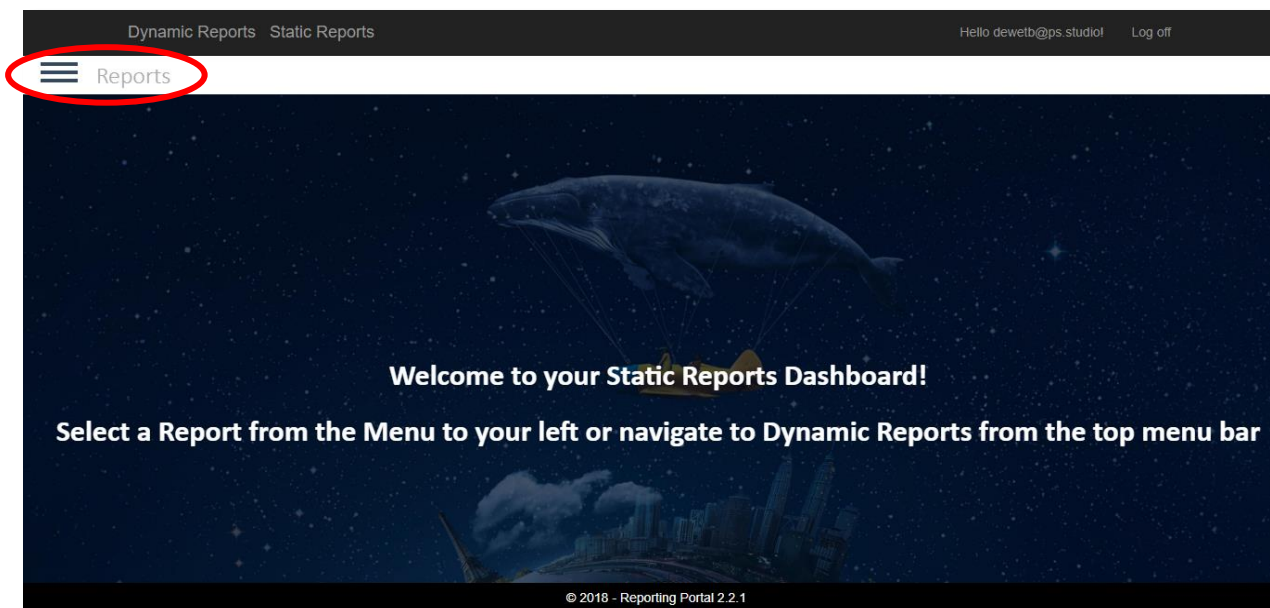 Dynamic Reports Static Reports Hello dewetb@ps.studio! Log off
Reports
Welcome to your Static Reports Dashboard!
Select a Report from the Menu to your left or navigate to Dynamic Reports from the top menu bar
© 2018 - Reporting Portal 2.2.1